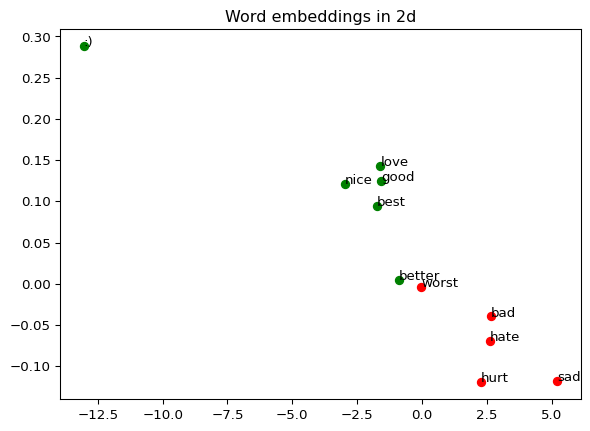 Word embeddings in 2d
0.30
0.25
0.20
0.15
0.10
0.05
0.00
−0.05
−0.10
:)
love
good
nice
best
better
worst
bad
hate
hurt
sad
−12.5 −10.0 −7.5 −5.0 −2.5 0.0 2.5 5.0